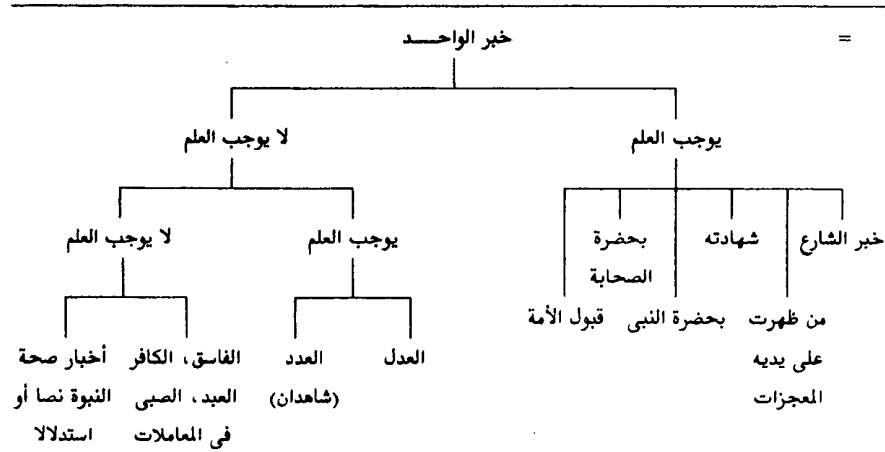 =
خبر الواحـــــد
يوجب العلم
لا يوجب العلم
خبر الشارع
من ظهرت
على يديه
المعجزات
شهادته
بحضرة النبى
بحضرة
الصحابة
قبول الأمة
يوجب العلم
لا يوجب العلم
العدل
العدد
(شاهدان)
الفاسق، الكافر
العبد، الصبى
فى المعاملات
أخبار صحة
النبوة نصا أو
استدلالا